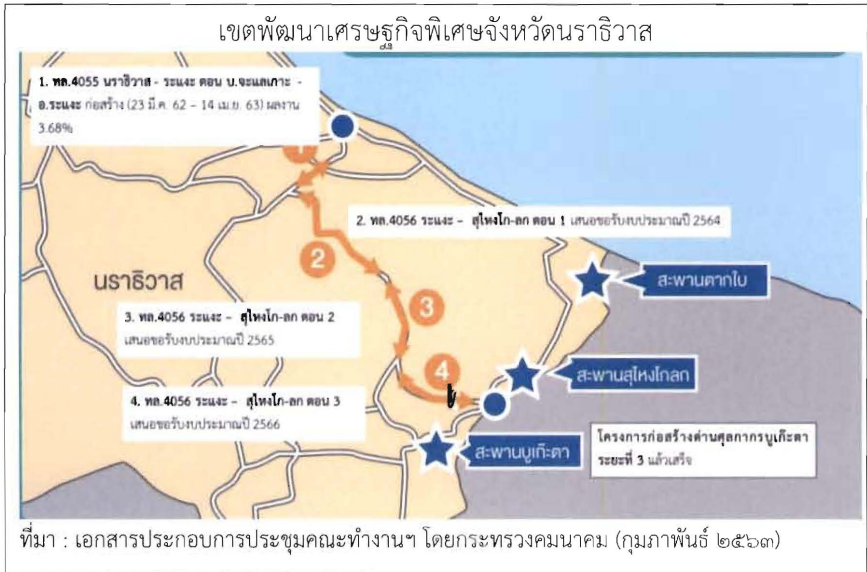 เขตพัฒนาเศรษฐกิจพิเศษจังหวัดนราธิวาส
1. ทล.4055 นราธิวาส - ระแงะ ตอน บ.จะแลเกาะ -
อ.ระแงะ ก่อสร้าง (23 มี.ค. 62 – 14 เม.ย. 63) ผลงาน
3.68%
1
2. ทล.4056 ระแงะ – สุไหงโก-ลก ตอน 1 เสนอขอรับงบประมาณปี 2564
2
นราธิวาส
สะพานตากใบ
3. ทล.4056 ระแงะ – สุไหงโก-ลก ตอน 2
เสนอขอรับงบประมาณปี 2565
3
4
สะพานสุไหงโกลก
4. ทล.4056 ระแงะ – สุไหงโก-ลก ตอน 3
เสนอขอรับงบประมาณปี 2566
สะพานบูเก๊ะตา
โครงการก่อสร้างด่านศุลกากรบูเก๊ะตา
ระยะที่ 3 แล้วเสร็จ
ที่มา : เอกสารประกอบการประชุมคณะทำงานฯ โดยกระทรวงคมนาคม (กุมภาพันธ์ ๒๕๖๓)